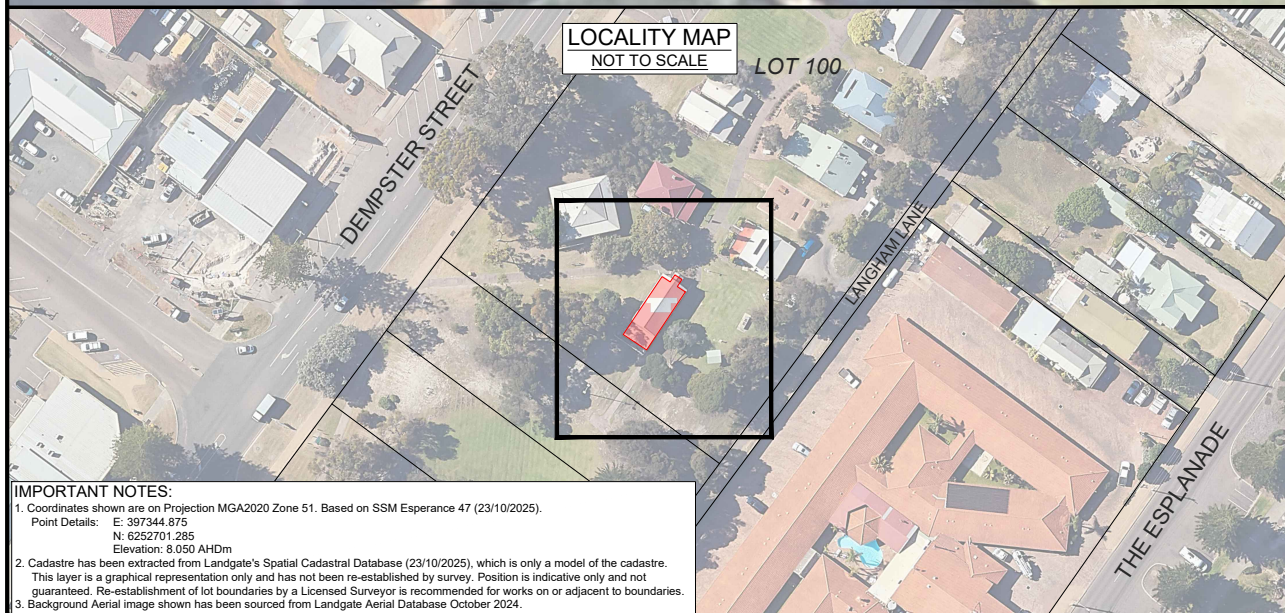 LOCALITY MAP
NOT TO SCALE
LOT 100
DEMPSTER STREET
LANGHAM LANE
THE ESPLANADE
IMPORTANT NOTES:
1. Coordinates shown are on Projection MGA2020 Zone 51. Based on SSM Esperance 47 (23/10/2025).
Point Details: E: 397344.875
N: 6252701.285
Elevation: 8.050 AHDm
2. Cadastre has been extracted from Landgate's Spatial Cadastral Database (23/10/2025), which is only a model of the cadastre.
This layer is a graphical representation only and has not been re-established by survey. Position is indicative only and not
guaranteed. Re-establishment of lot boundaries by a Licensed Surveyor is recommended for works on or adjacent to boundaries.
3. Background Aerial image shown has been sourced from Landgate Aerial Database October 2024.